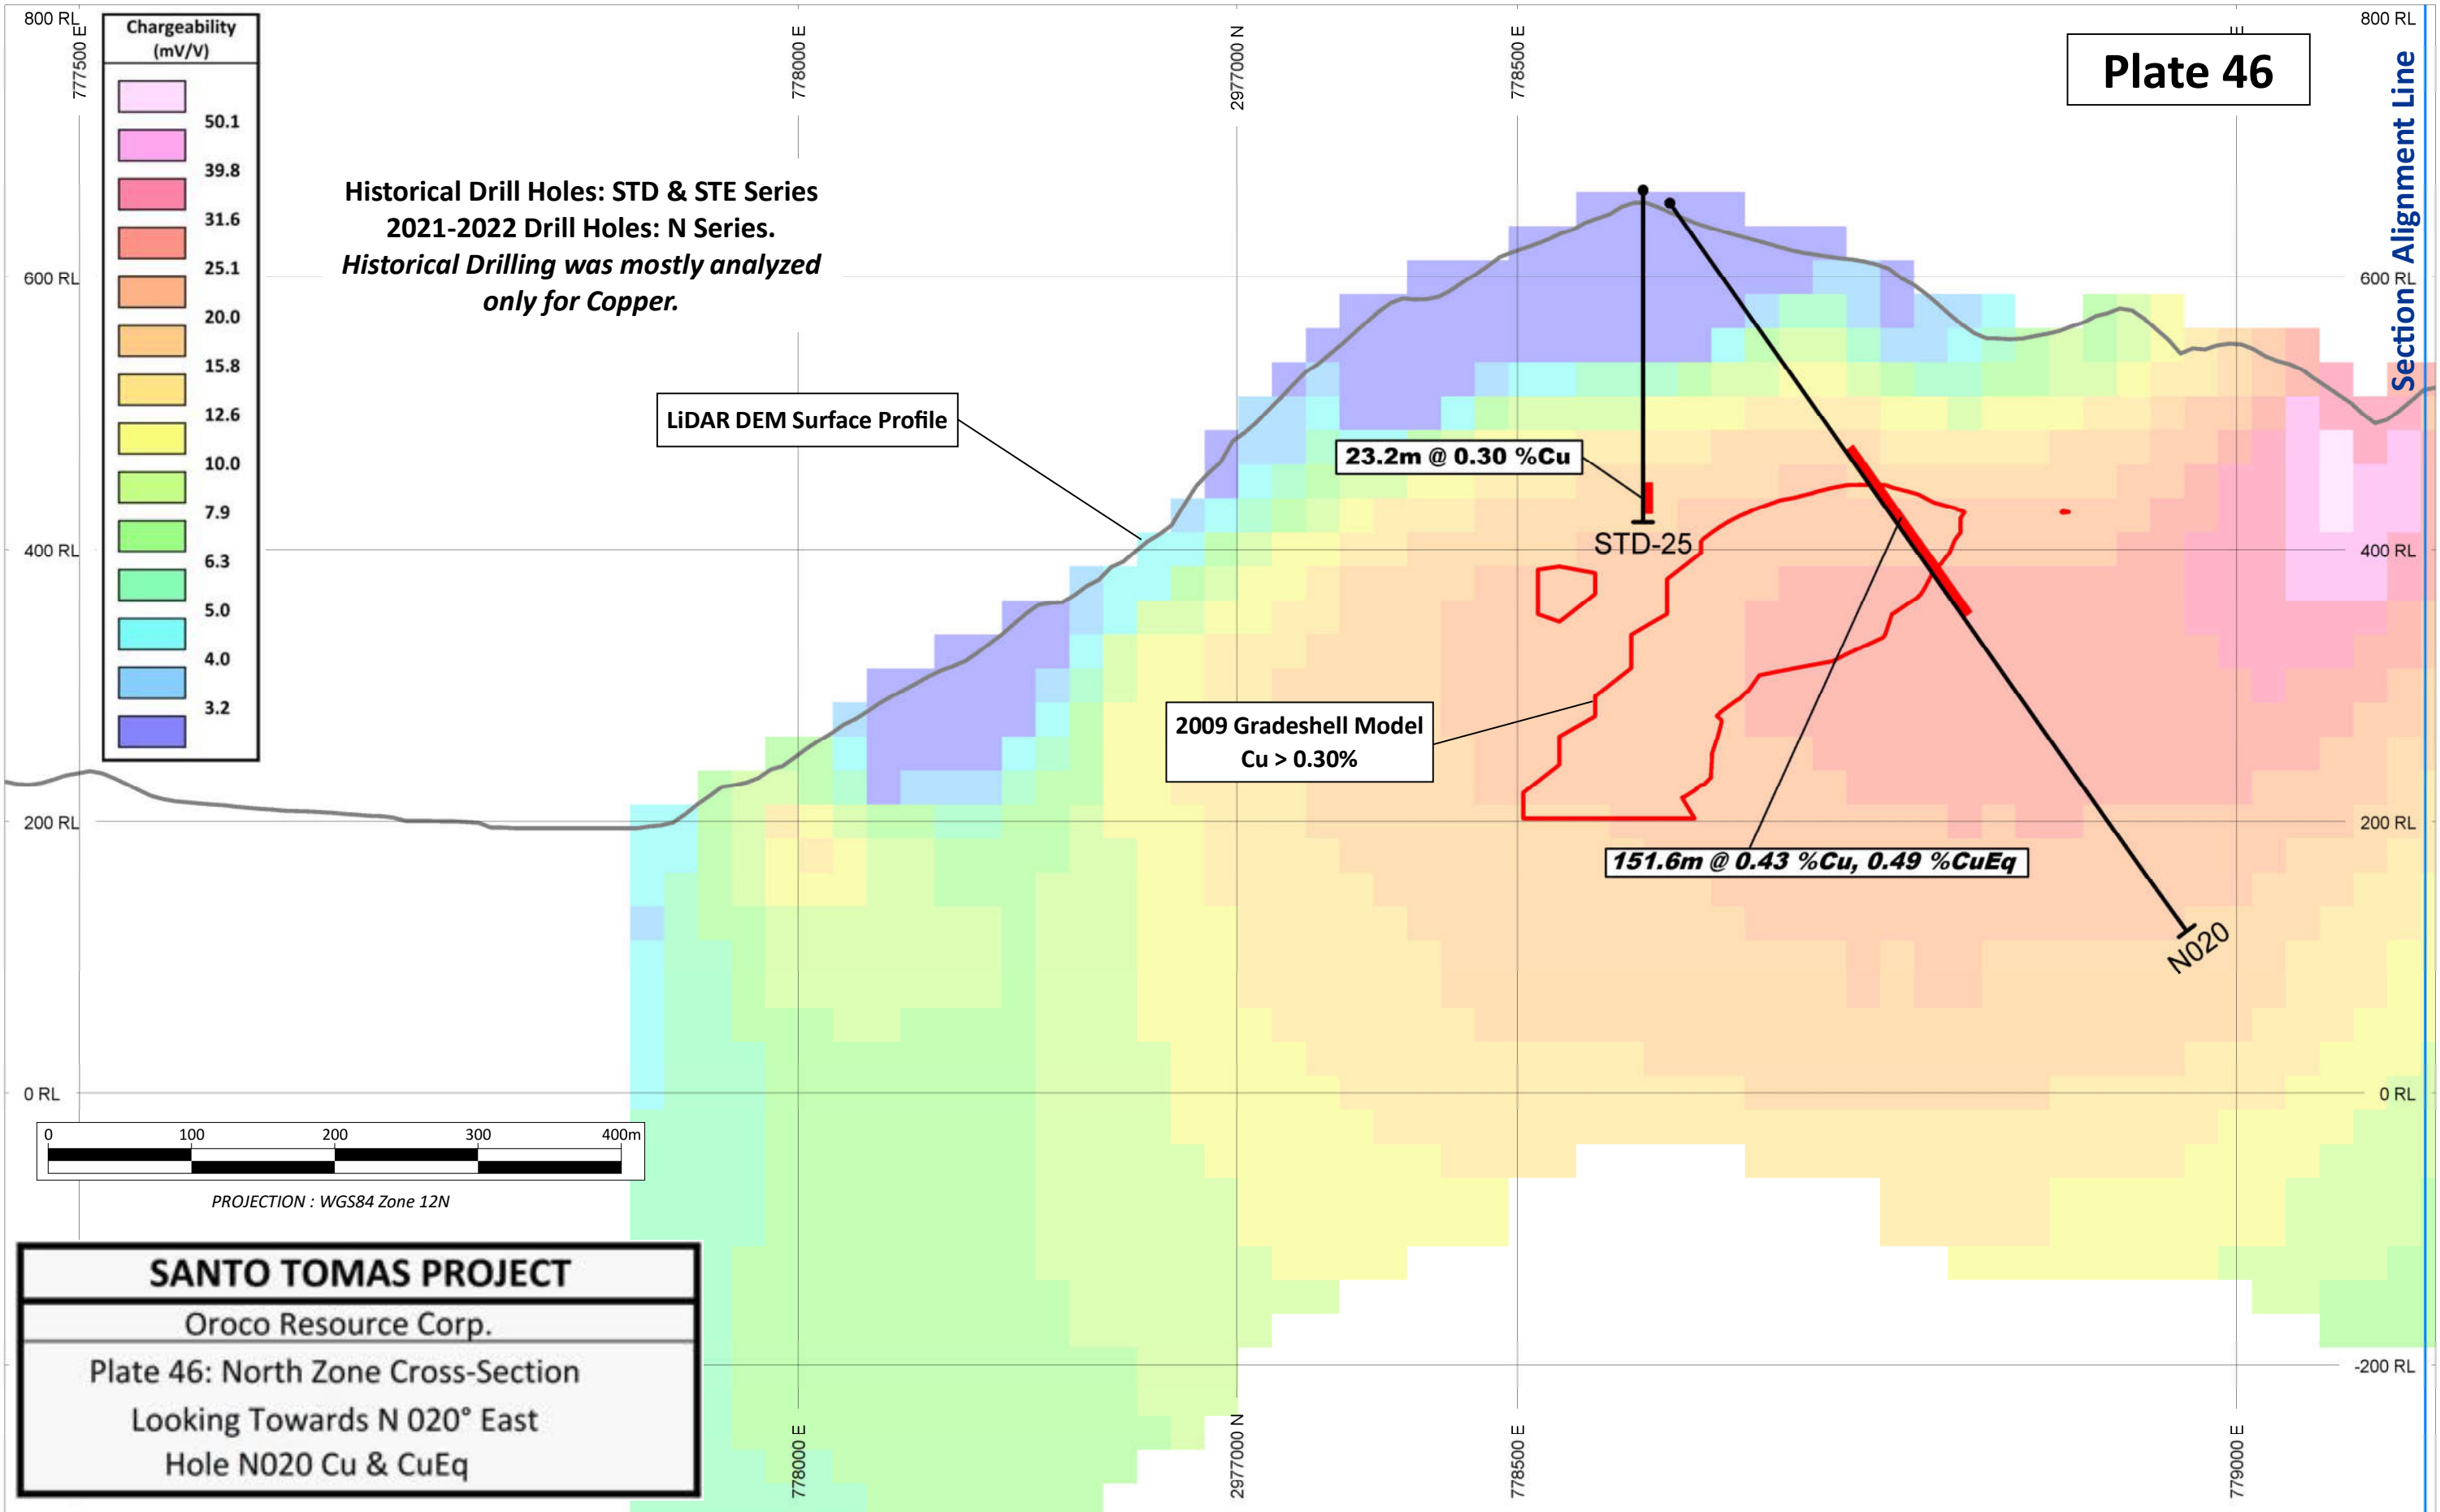 800 RL
777500 E
778000 E
2977000 N
778500 E
E
800 RL
Plate 46
Section Alignment Line
Chargeability
(mV/V)
50.1
39.8
31.6
25.1
20.0
15.8
12.6
10.0
7.9
6.3
5.0
4.0
3.2
Historical Drill Holes: STD & STE Series
2021-2022 Drill Holes: N Series.
Historical Drilling was mostly analyzed
only for Copper.
600 RL
600 RL
LiDAR DEM Surface Profile
23.2m @ 0.30 %Cu
STD-25
400 RL
400 RL
2009 Gradeshell Model
Cu > 0.30%
200 RL
200 RL
151.6m @ 0.43 %Cu, 0.49 %CuEq
N020
0 RL
0 RL
0 100 200 300 400m
PROJECTION : WGS84 Zone 12N
SANTO TOMAS PROJECT
Oroco Resource Corp.
Plate 46: North Zone Cross-Section
Looking Towards N 020° East
Hole N020 Cu & CuEq
-200 RL
778000 E
2977000 N
778500 E
779000 E